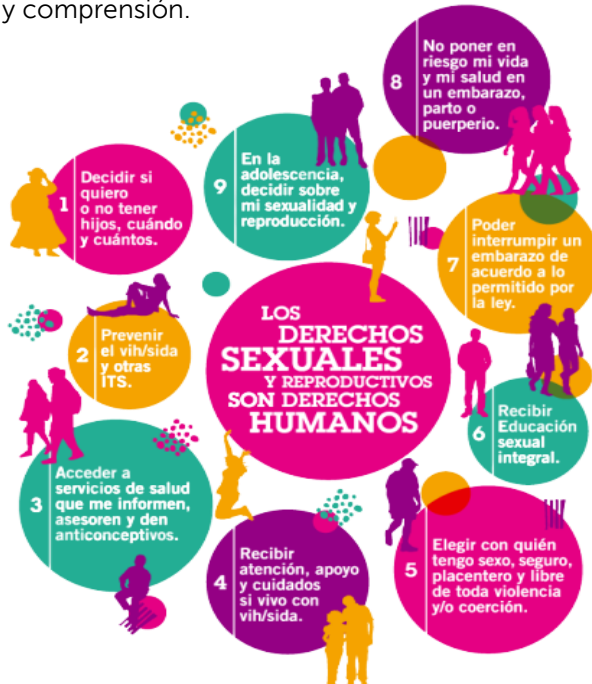 y comprensión.
1
Decidir si
quiero
o no tener
hijos, cuándo
y cuántos.
2
Prevenir
el vih/sida
y otras
ITS.
3
Acceder a
servicios de salud
que me informen,
asesoren y den
anticonceptivos.
4
Recibir
atención, apoyo
y cuidados
si vivo con
vih/sida.
5
Elegir con quién
tengo sexo, seguro,
placentero y libre
de toda violencia
y/o coerción.
6
Recibir
Educación
sexual
integral.
7
Poder
interrumpir un
embarazo de
acuerdo a lo
permitido por
la ley.
8
No poner en
riesgo mi vida
y mi salud en
un embarazo,
parto o
puerperio.
9
En la
adolescencia,
decidir sobre
mi sexualidad y
reproducción.
LOS
DERECHOS
SEXUALES
Y REPRODUCTIVOS
SON DERECHOS
HUMANOS